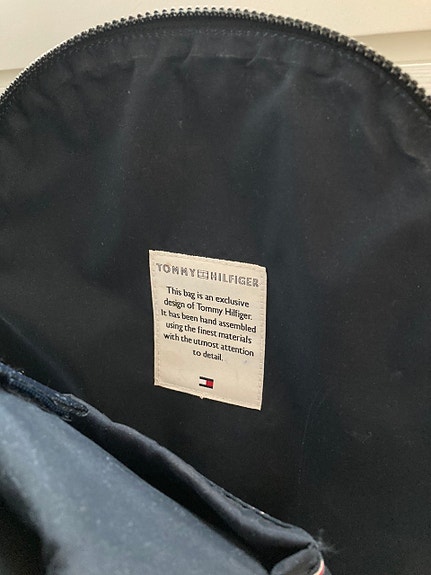 TOMMY HILFIGER
This bag is an exclusive
design of Tommy Hilfiger.
It has been hand assembled
using the finest materials
with the utmost attention
to detail.